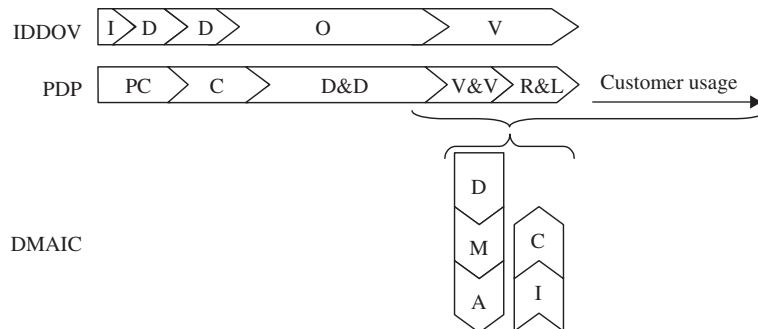 IDDOV I D D O V
PDP PC C D&D V&V R&L Customer usage
D
DMAIC M C
A I